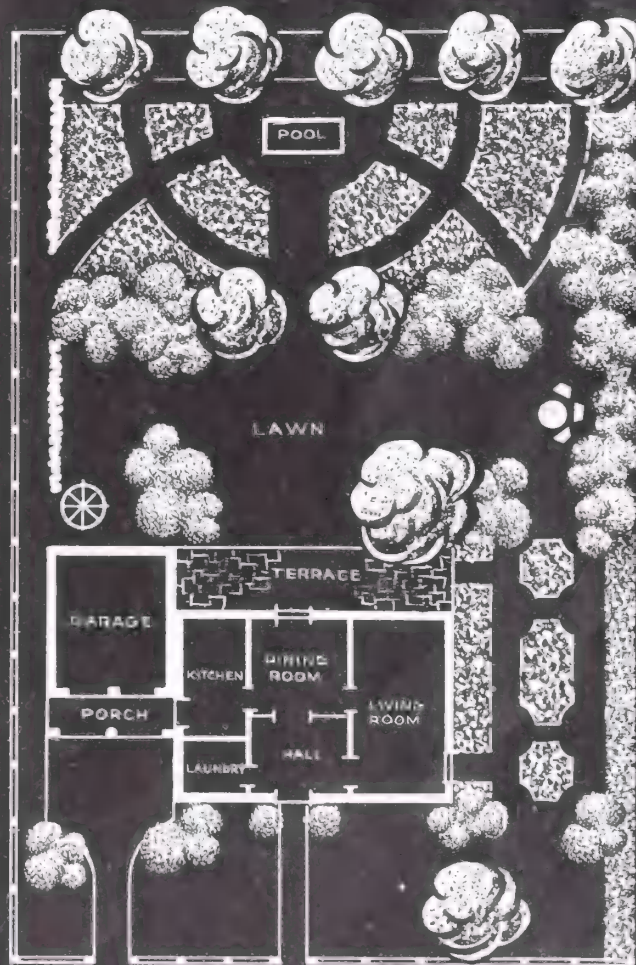 POOL
LAWN
TERRACE
GARAGE
KITCHEN
DINING
ROOM
LIVING
ROOM
PORCH
HALL
LAUNDRY